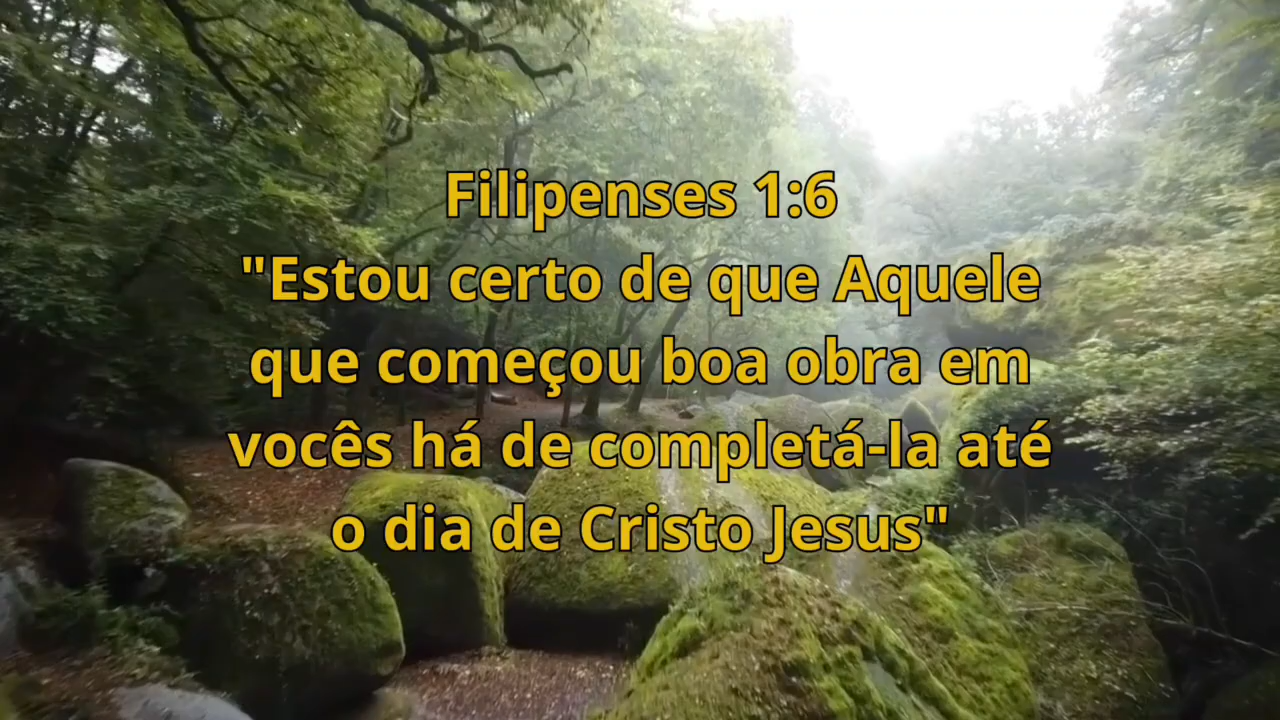 Filipenses 1:6
"Estou certo de que Aquele
que começou boa obra em
vocês há de completá-la até
o dia de Cristo Jesus"